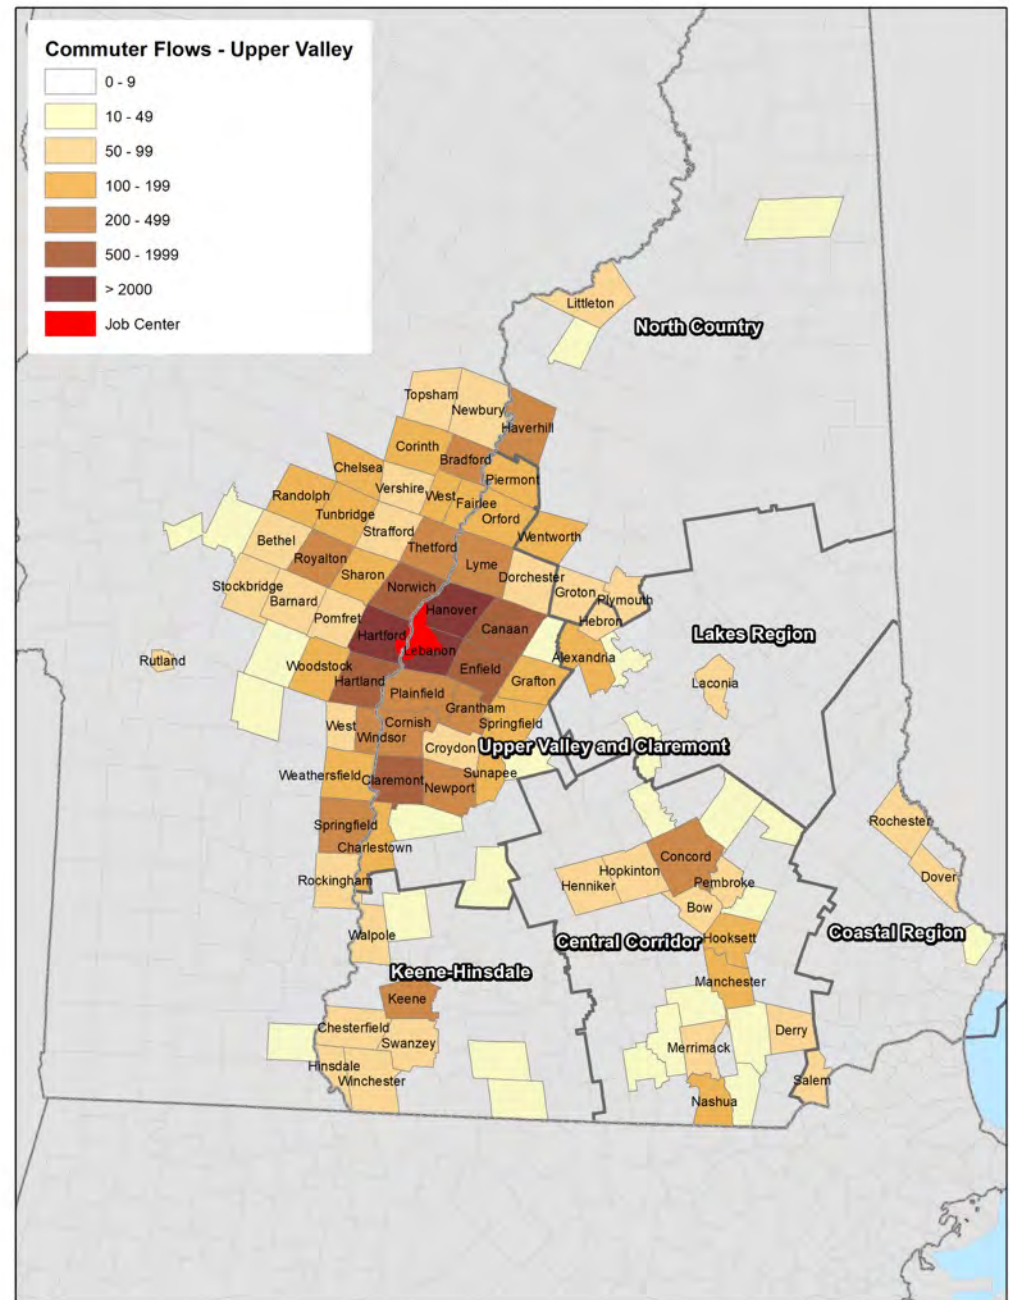 Commuter Flows - Upper Valley
0 - 9
10 - 49
50 - 99
100 - 199
200 - 499
500 - 1999
> 2000
Job Center
Littleton
North Country
Topsham
Newbury
Haverhill
Corinth
Bradford
Chelsea
Piermont
Vershire
West
Fairlee
Randolph
Tunbridge
Orford
Strafford
Wentworth
Bethel
Thetford
Royalton
Lyme
Sharon
Dorchester
Stockbridge
Norwich
Groton
Plymouth
Barnard
Hanover
Pomfret
Hebron
Canaan
Hartford
Lakes Region
Lebanon
Alexandria
Rutland
Woodstock
Enfield
Hartland
Grafton
Laconia
Plainfield
Grantham
West
Cornish
Springfield
Windsor
Croydon
Upper Valley and Claremont
Weathersfield
Claremont
Sunapee
Newport
Springfield
Rochester
Charlestown
Concord
Hopkinton
Dover
Rockingham
Henniker
Pembroke
Bow
Walpole
Central Corridor
Hooksett
Coastal Region
Keene-Hinsdale
Manchester
Keene
Chesterfield
Derry
Swanzey
Merrimack
Hinsdale
Winchester
Salem
Nashua